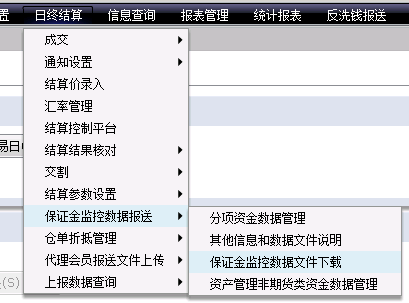 置 日终结算 信息查询 报表管理 统计报表 反洗钱报送
成交
通知设置
结算价录入
汇率管理
结算控制平台
易日
结算结果核对
交割
结算参数设置
保证金监控数据报送
仓单折抵管理
代理会员报送文件上传
(S)
上报数据查询
分项资金数据管理
其他信息和数据文件说明
保证金监控数据文件下载
资产管理非期货类资金数据管理